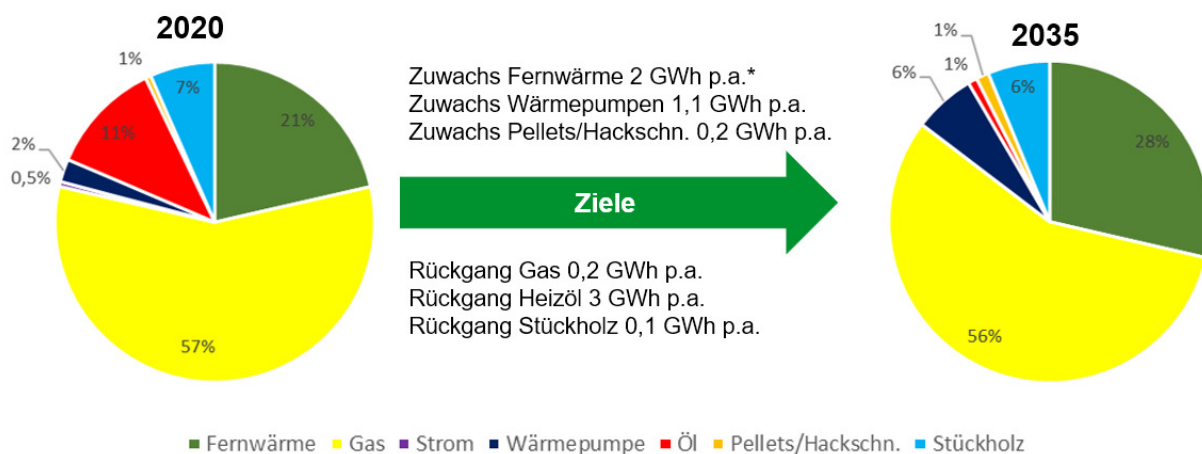 2020
1%
7%
21%
11%
2%
0,5%
57%
Zuwachs Fernwärme 2 GWh p.a.*
Zuwachs Wärmepumpen 1,1 GWh p.a.
Zuwachs Pellets/Hackschn. 0,2 GWh p.a.
Ziele
Rückgang Gas 0,2 GWh p.a.
Rückgang Heizöl 3 GWh p.a.
Rückgang Stückholz 0,1 GWh p.a.
2035
1%
1%
6%
6%
28%
56%
Fernwärme Gas Strom Wärmepumpe Öl Pellets/Hackschn. Stückholz